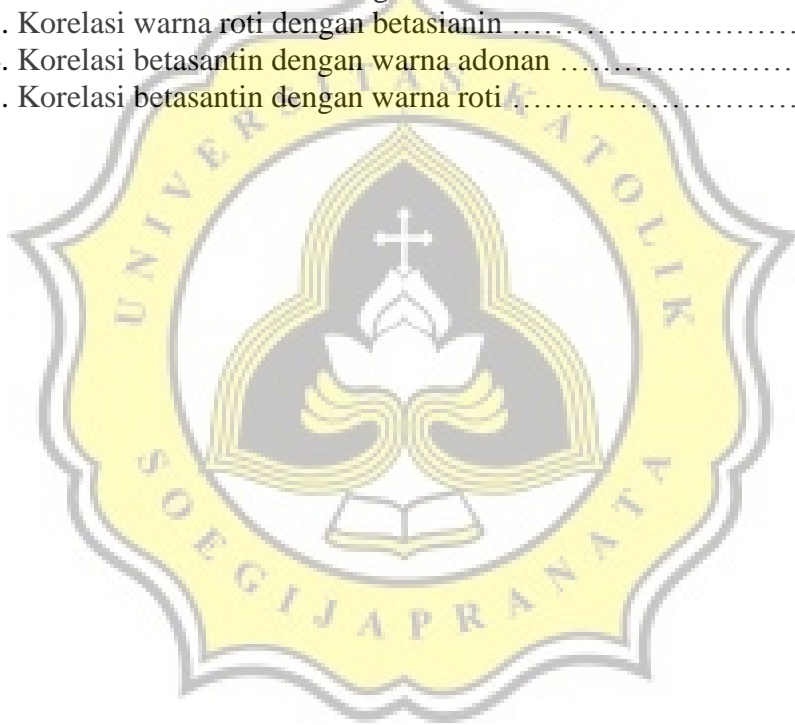 . Korelasi warna roti dengan betasianin ……………………….
. Korelasi betasantin dengan warna adonan …………………….
. Korelasi betasantin dengan warna roti ……………………….
UNIVERSITAS KATOLIK
SOEGIJAPRANATA